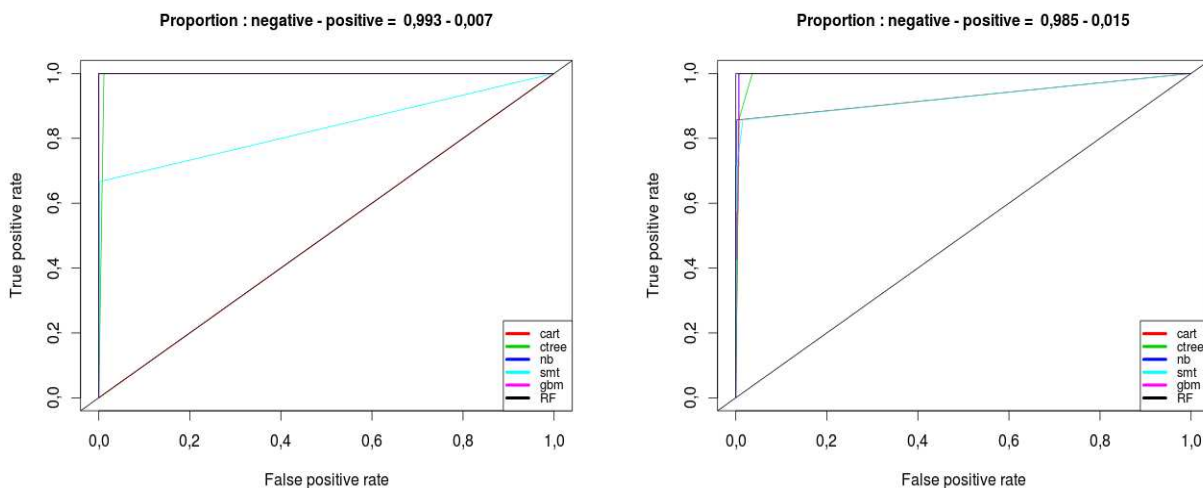 Proportion : negative - positive = 0,993 - 0,007
True positive rate
1,0
0,8
0,6
0,4
0,2
0,0
cart
ctree
nb
smt
gbm
RF
0,0 0,2 0,4 0,6 0,8 1,0
False positive rate
Proportion : negative - positive = 0,985 - 0,015
True positive rate
1,0
0,8
0,6
0,4
0,2
0,0
cart
ctree
nb
smt
gbm
RF
0,0 0,2 0,4 0,6 0,8 1,0
False positive rate